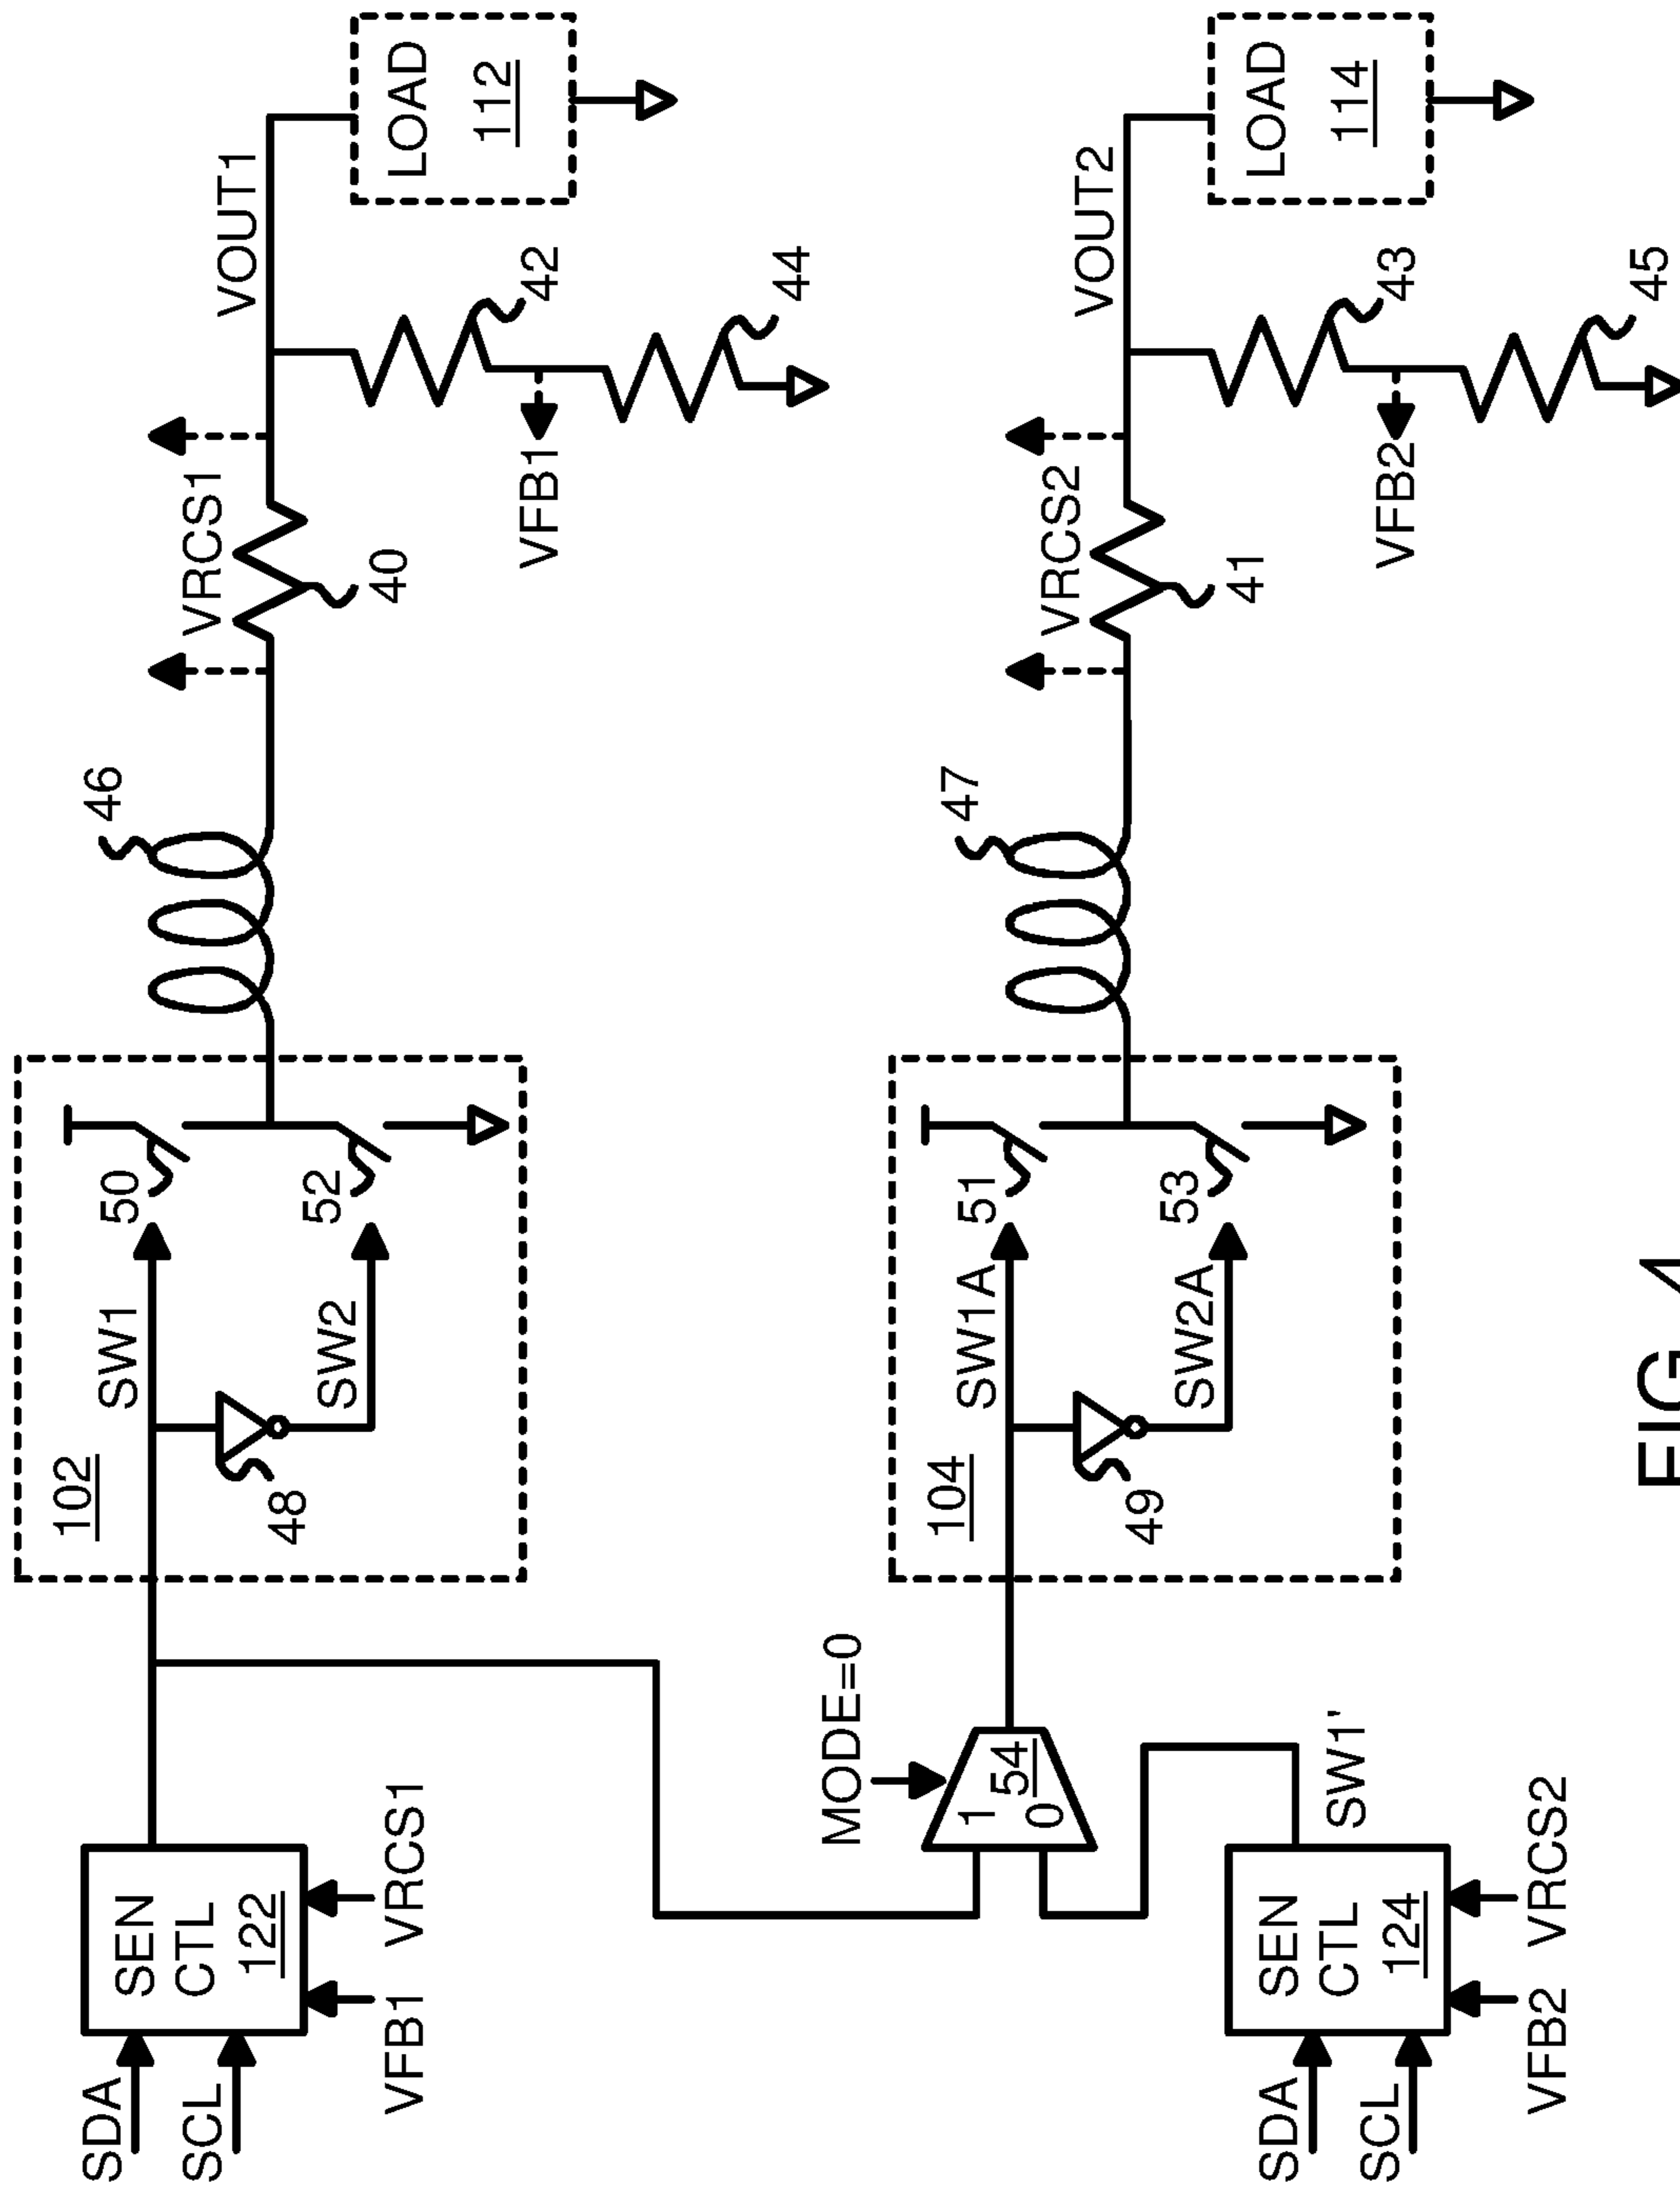 SDA
SCL
SEN
CTL
122
VFB1
VRCS1
102
SW1
48
SW2
50
52
46
VRCS1
40
VOUT1
VFB1
42
44
LOAD
112
MODE=0
1
54
0
SDA
SCL
SEN
CTL
124
VFB2
VRCS2
SW1'
104
SW1A
49
SW2A
51
53
47
VRCS2
41
VOUT2
VFB2
43
45
LOAD
114